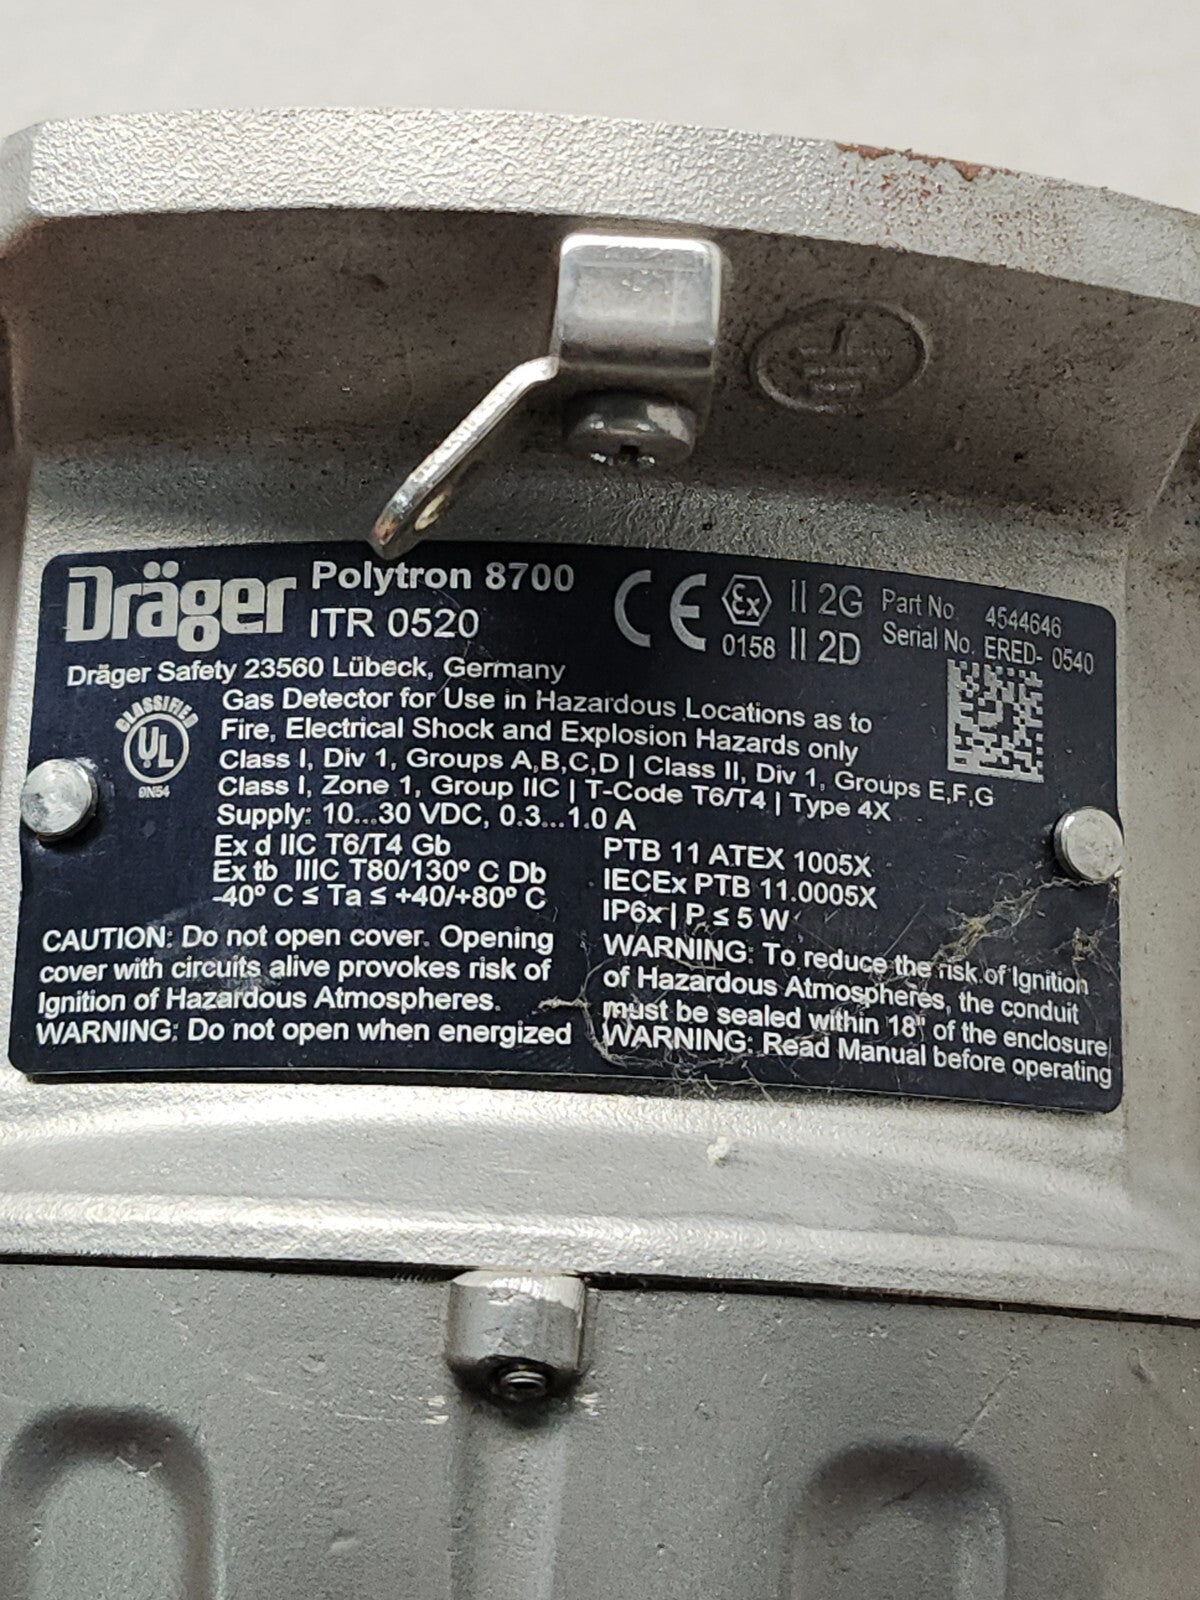 Dräger
Polytron 8700
ITR 0520
CE
0158
Ex
II 2G
II 2D
Part No 4544646
Serial No. ERED- 0540
Dräger Safety 23560 Lübeck, Germany
CLASSIFIED
UL
Gas Detector for Use in Hazardous Locations as to
Fire, Electrical Shock and Explosion Hazards only
Class I, Div 1, Groups A,B,C,D | Class II, Div 1, Groups E,F,G
Class I, Zone 1, Group IIC | T-Code T6/T4 | Type 4X
Supply: 10...30 VDC, 0.3...1.0 A
Ex d IIC T6/T4 Gb
Ex tb IIIC T80/130º C Db
-40º C ≤ Ta ≤ +40/+80º C
PTB 11 ATEX 1005X
IECEx PTB 11.0005X
IP6x | P ≤ 5 W
CAUTION: Do not open cover. Opening
cover with circuits alive provokes risk of
Ignition of Hazardous Atmospheres.
WARNING: Do not open when energized
WARNING: To reduce the risk of Ignition
of Hazardous Atmospheres, the conduit
must be sealed within 18" of the enclosure
WARNING: Read Manual before operating